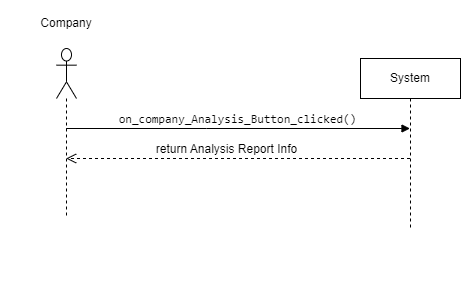 Company
System
on_company_Analysis_Button_clicked()
return Analysis Report Info